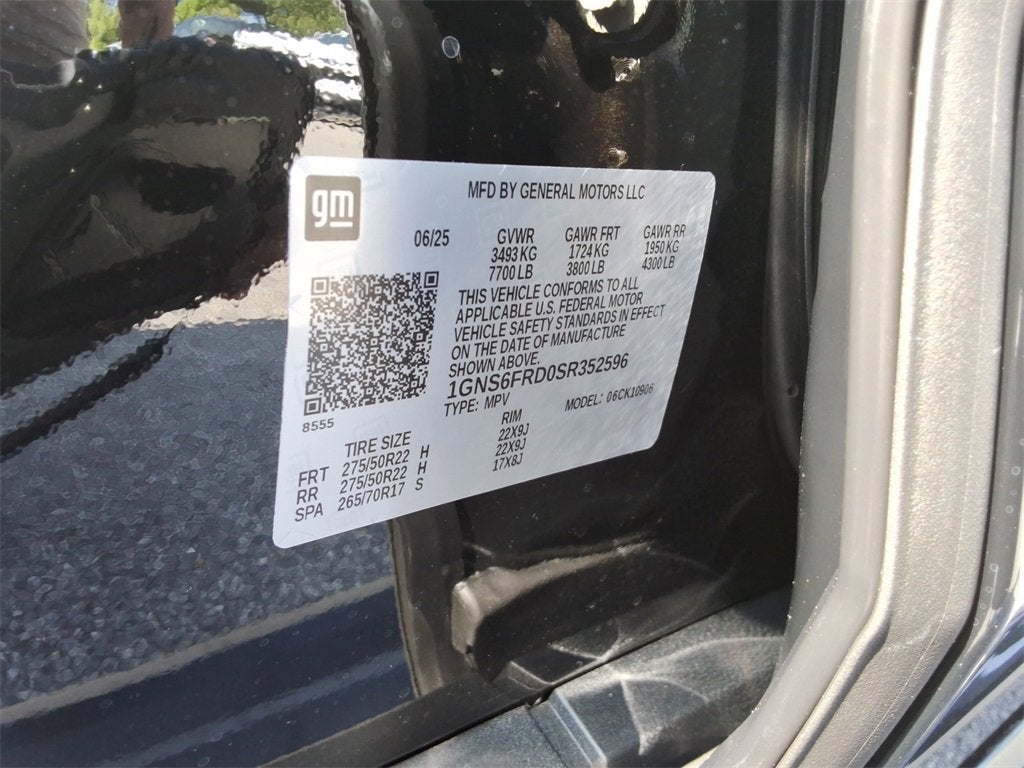 gm
MFD BY GENERAL MOTORS LLC
06/25
GVWR GAWR FRT GAWR RR
3493 KG 1724 KG 1950 KG
7700 LB 3800 LB 4300 LB
THIS VEHICLE CONFORMS TO ALL
APPLICABLE U.S. FEDERAL MOTOR
VEHICLE SAFETY STANDARDS IN EFFECT
ON THE DATE OF MANUFACTURE
SHOWN ABOVE.
1GNS6FRD0SR352596
TYPE: MPV MODEL: 06CK10906
8555
TIRE SIZE RIM
FRT 275/50R22 H 22X9J
RR 275/50R22 H 22X9J
SPA 265/70R17 S 17X8J